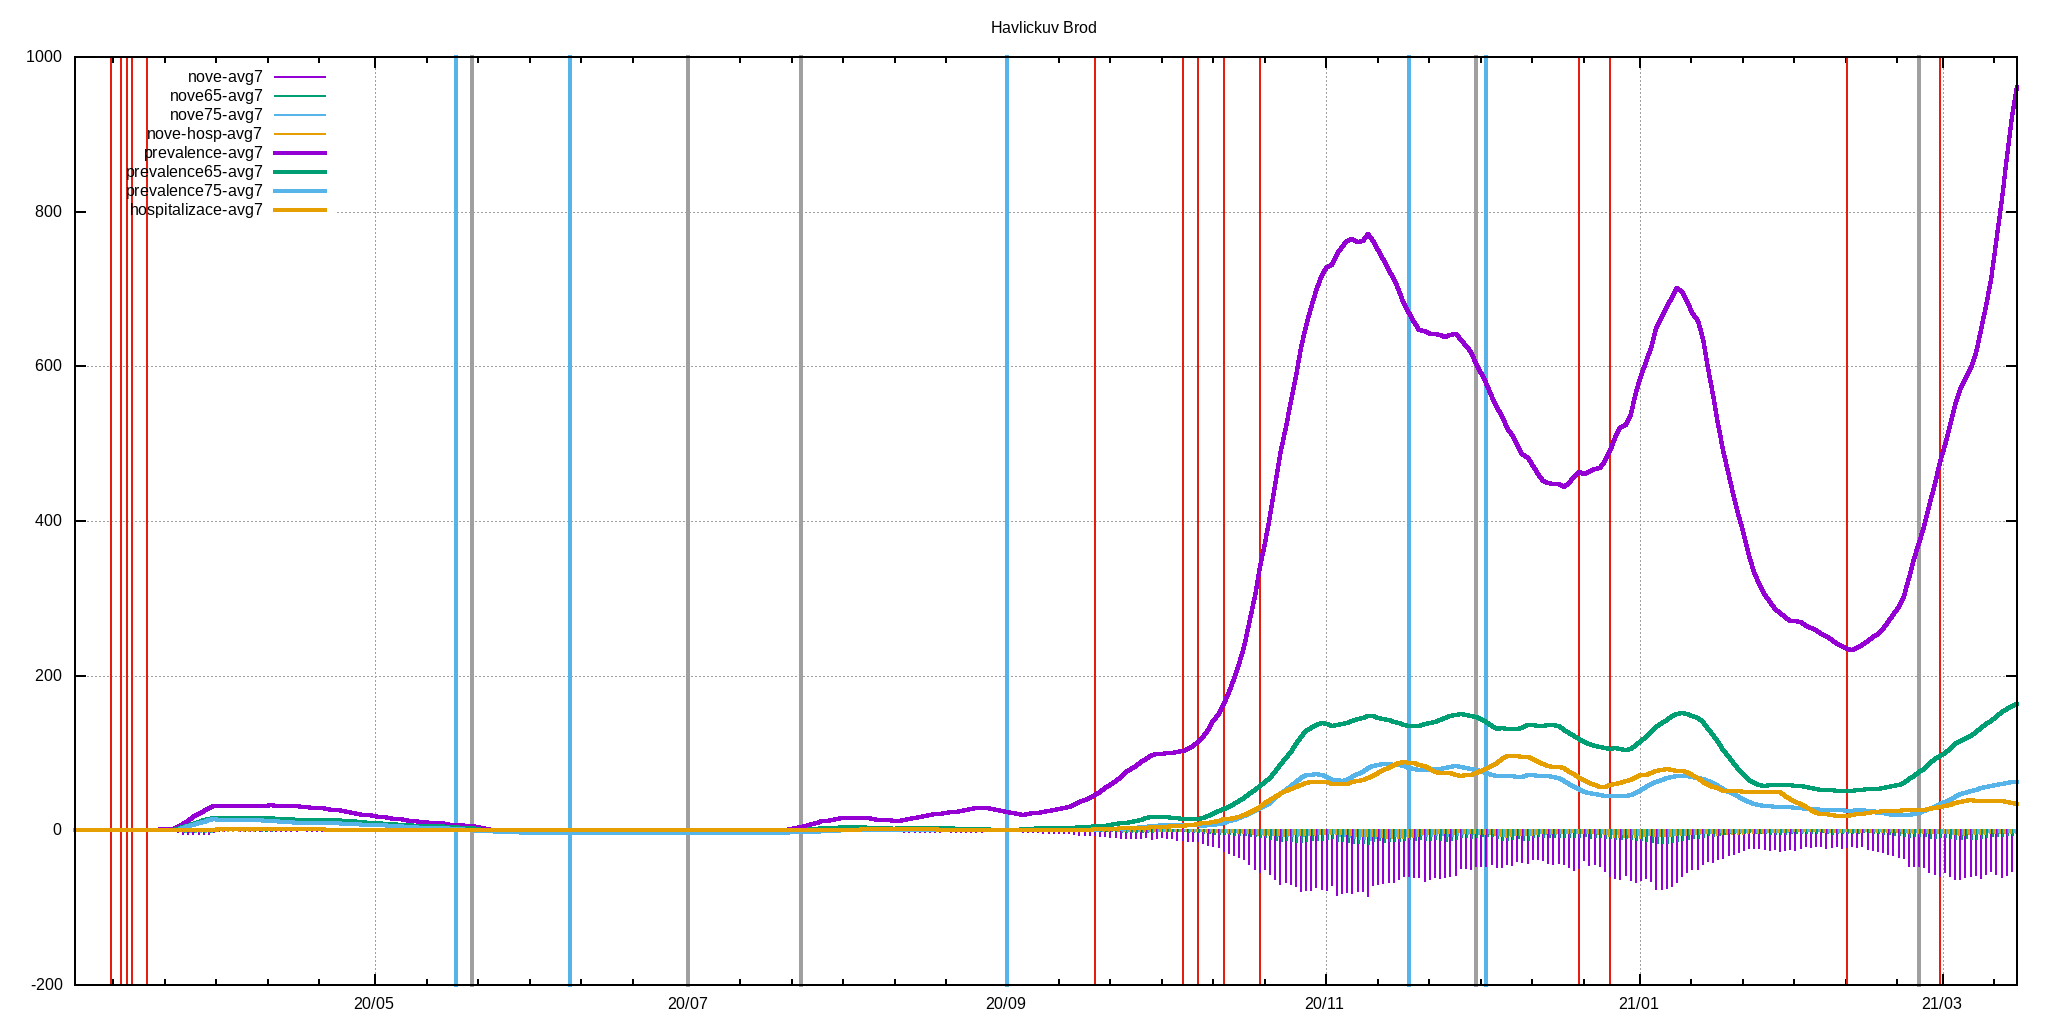 Havlickuv Brod
1000
800
600
400
200
0
-200
nove-avg7
nove65-avg7
nove75-avg7
nove-hosp-avg7
prevalence-avg7
prevalence65-avg7
prevalence75-avg7
hospitalizace-avg7
20/05
20/07
20/09
20/11
21/01
21/03